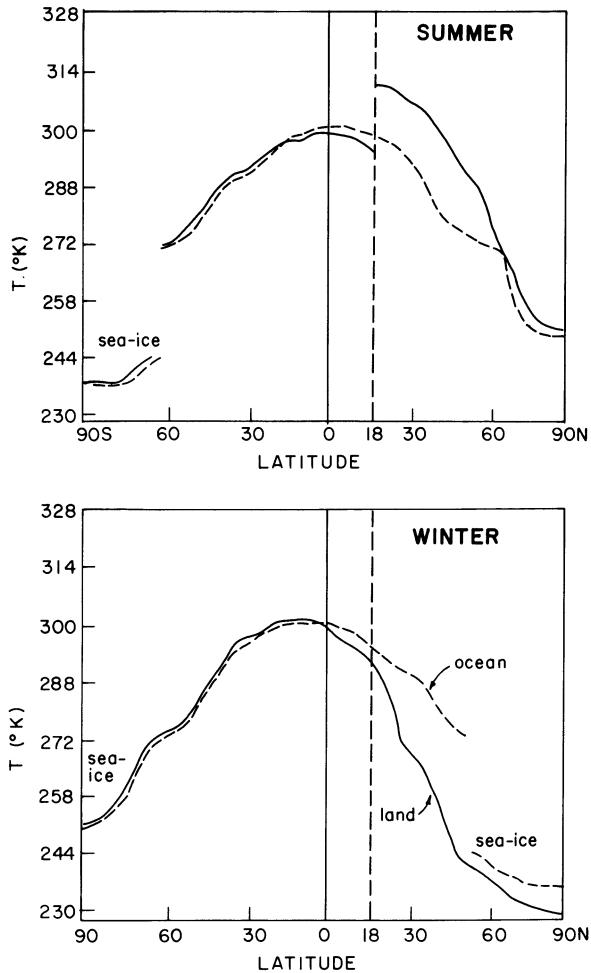 328
SUMMER
314
300
288
272
258
sea-ice
244
230
T. (°K)
90S 60 30 0 18 30 60 90N
LATITUDE
328
WINTER
314
300
288
272
258
244
230
T (°K)
ocean
sea-
ice
land
sea-ice
90 60 30 0 18 30 60 90N
LATITUDE